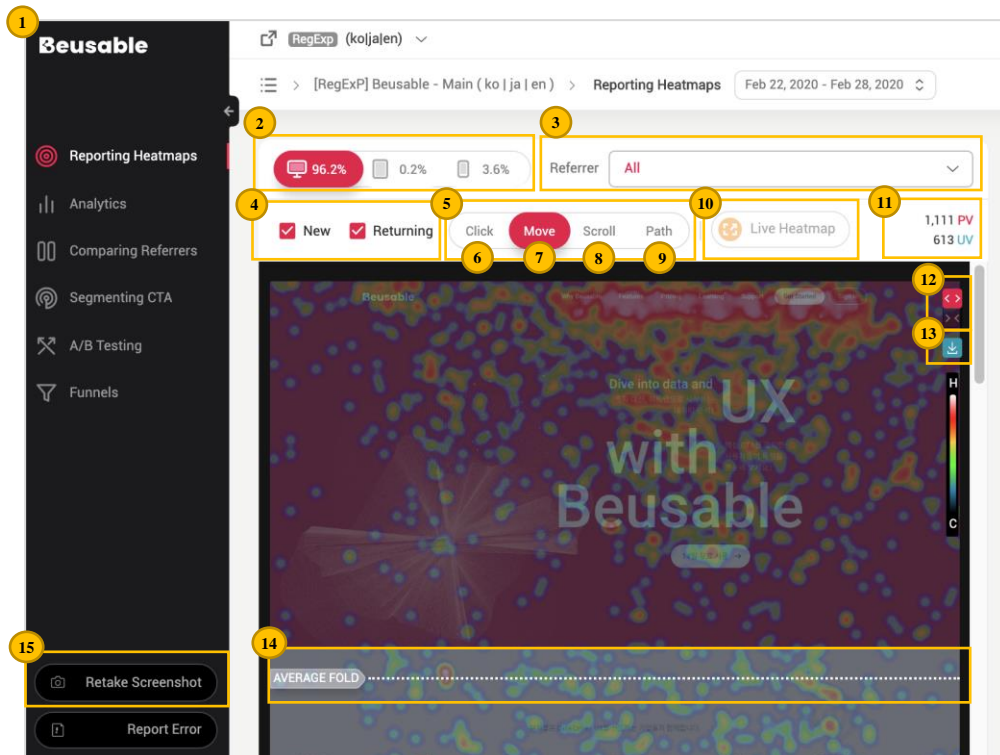 1
Beusable
RegExp (ko|ja|en)
[RegExP] Beusable - Main ( ko | ja | en ) > Reporting Heatmaps Feb 22, 2020 - Feb 28, 2020
2
3
96.2% 0.2% 3.6%
Referrer All
4
5
10
11
New Returning
Click Move Scroll Path
Live Heatmap
1,111 PV
613 UV
6
7
8
9
Reporting Heatmaps
Analytics
Comparing Referrers
Segmenting CTA
A/B Testing
Funnels
12
13
Beusable
H
C
Dive into data and
UX
with
Beusable
14
AVERAGE FOLD
15
Retake Screenshot
Report Error